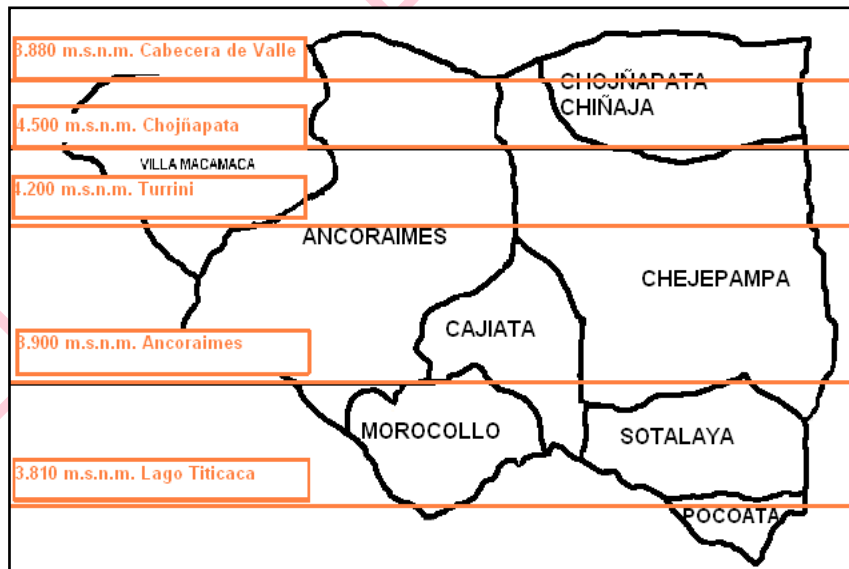 3.880 m.s.n.m. Cabecera de Valle
CHOJÑAPATA
CHIÑAJA
4.500 m.s.n.m. Chojñapata
VILLA MACAMACA
4.200 m.s.n.m. Turrini
ANCORAIMES
CHEJEPAMPA
CAJIATA
3.900 m.s.n.m. Ancoraimes
MOROCOLLO
SOTALAYA
3.810 m.s.n.m. Lago Titicaca
POCOATA